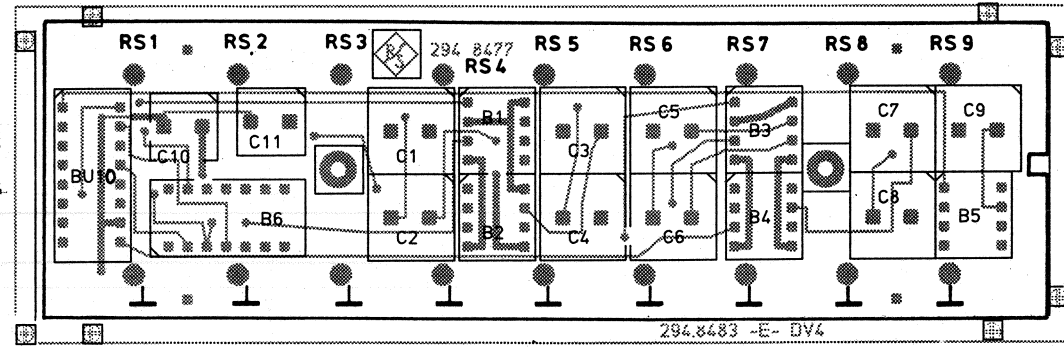 RS1 RS2 RS3 294.8477 RS4 RS5 RS6 RS7 RS8 RS9
C5 C7 C9
B1 B3
C11 C1 C3
C10
BU10
C8
B6 B4 B5
C2 B2 C4 C6
294.8483 -E- DV4